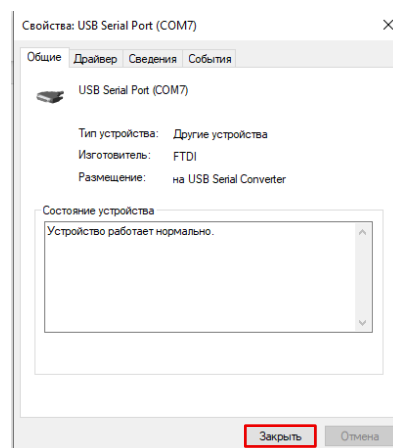 Свойства: USB Serial Port (COM7)
Общие Драйвер Сведения События
USB Serial Port (COM7)
Тип устройства: Другие устройства
Изготовитель: FTDI
Размещение: на USB Serial Converter
Состояние устройства
Устройство работает нормально.
Закрыть Отмена